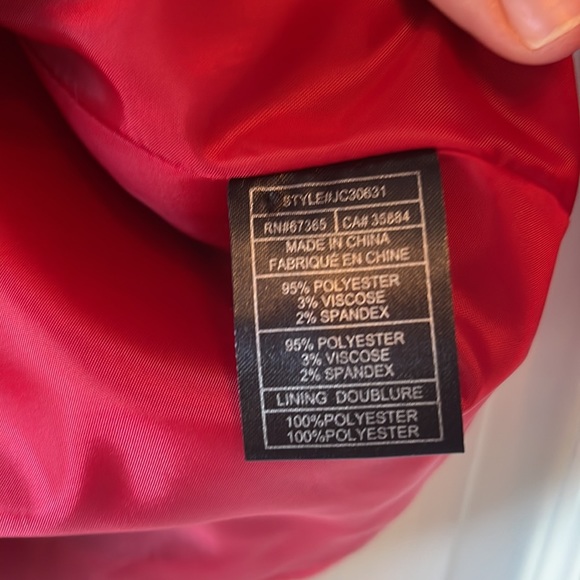 STYLE#JC30631
RN#67365 CA# 35884
MADE IN CHINA
FABRIQUÉ EN CHINE
95% POLYESTER
3% VISCOSE
2% SPANDEX
95% POLYESTER
3% VISCOSE
2% SPANDEX
LINING DOUBLURE
100%POLYESTER
100%POLYESTER